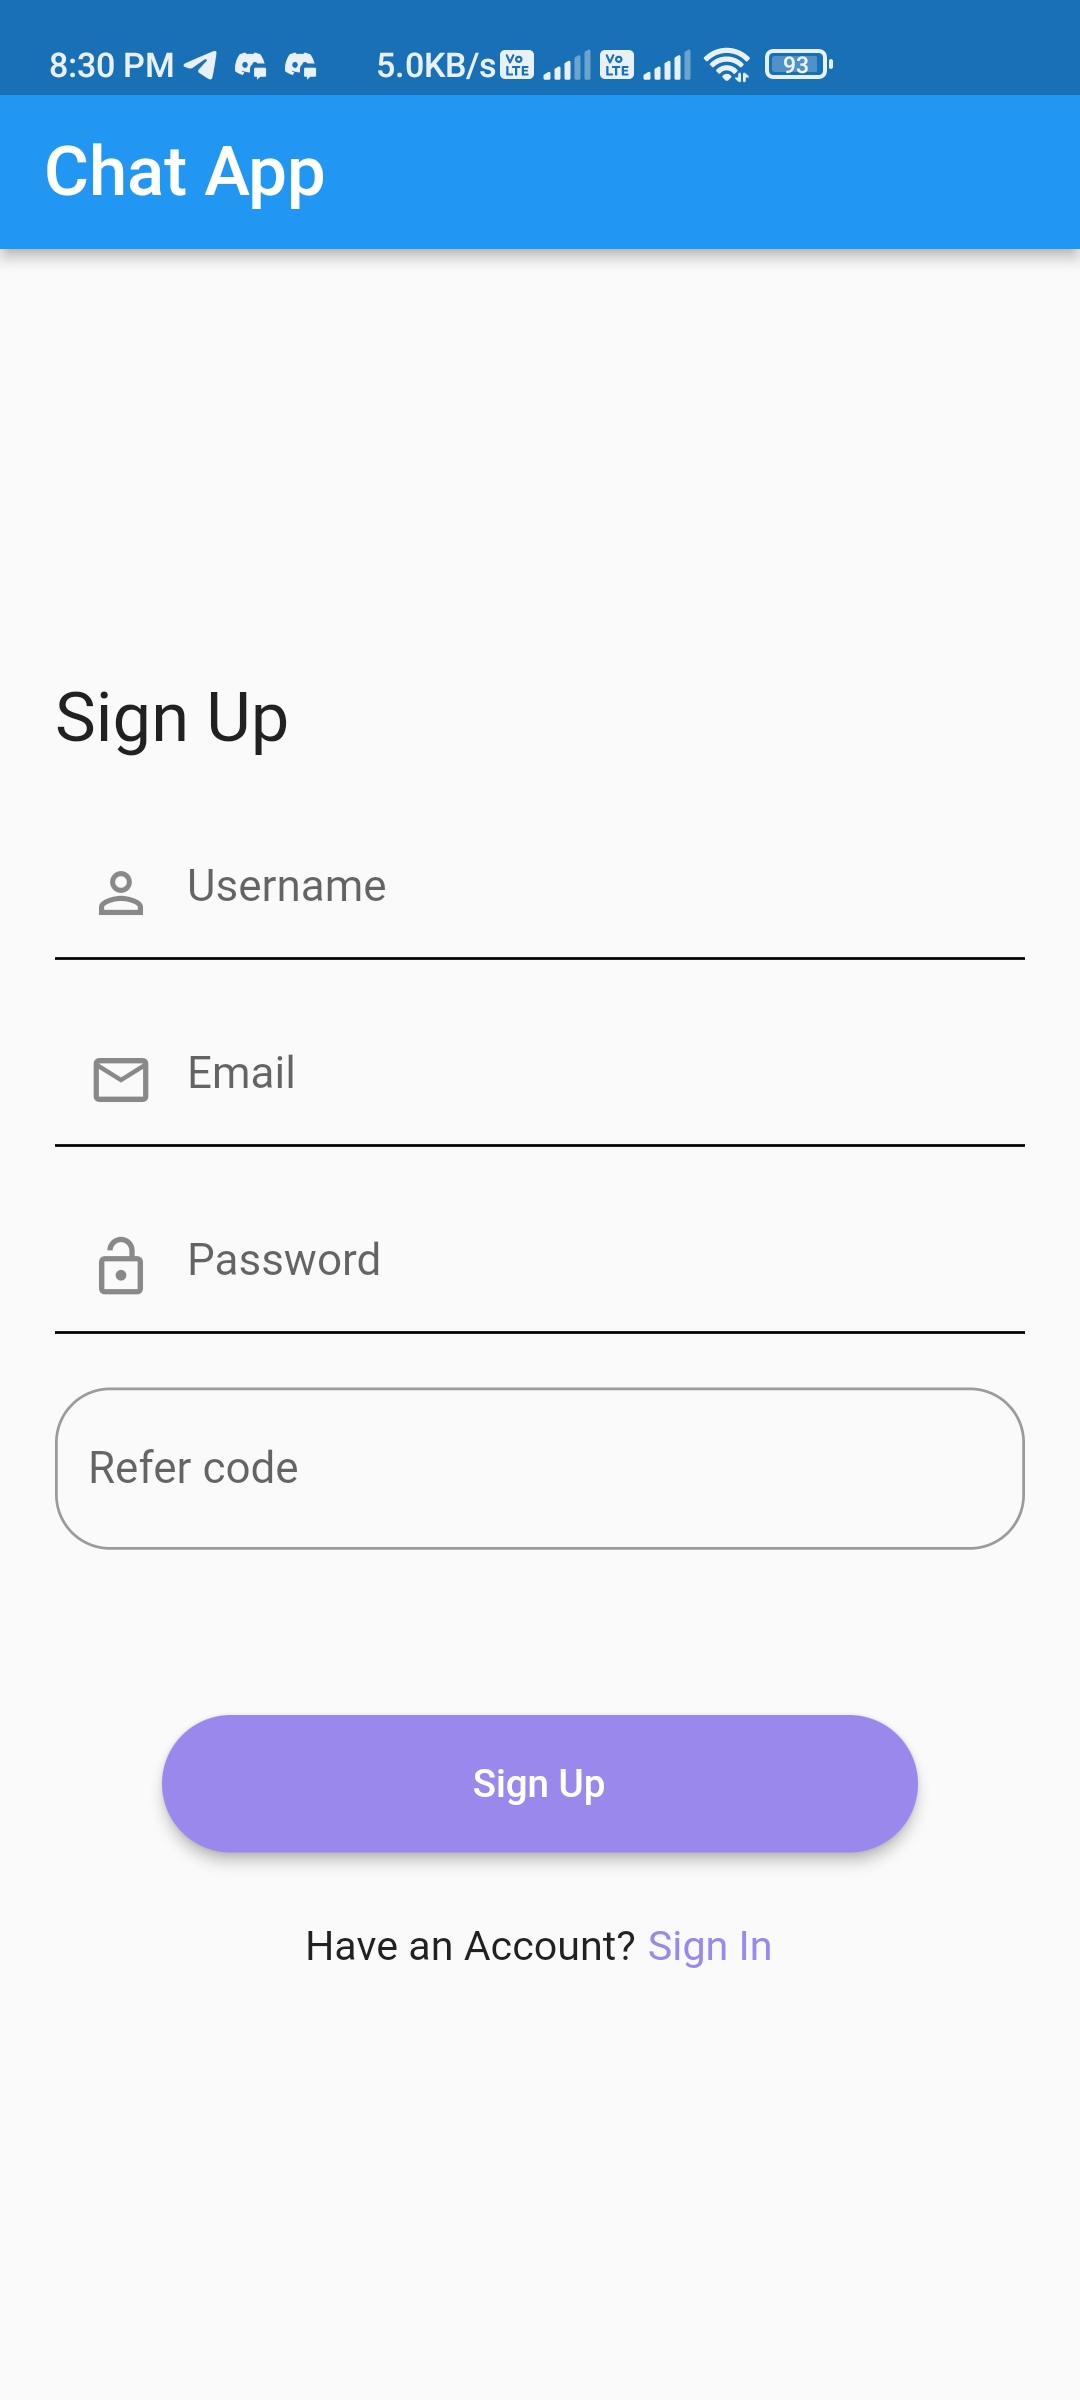 8:30 PM 5.0KB/s Vo LTE Vo LTE 93
Chat App
Sign Up
Username
Email
Password
Refer code
Sign Up
Have an Account? Sign In